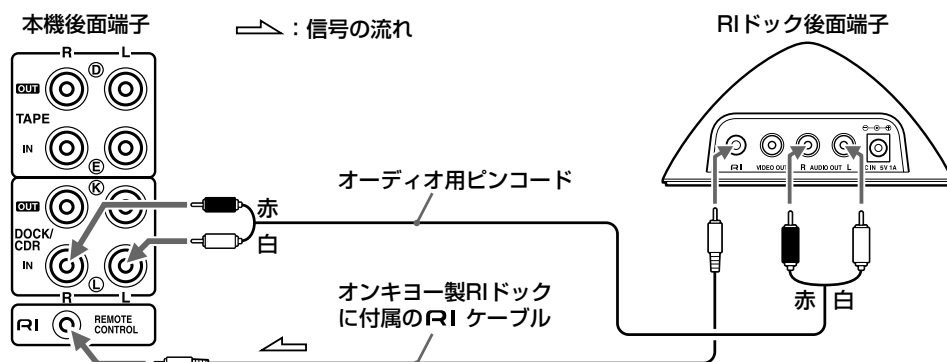 本機後面端子
：信号の流れ
RIドック後面端子
R L
D
OUT
TAPE
IN
E
K
OUT
DOCK/
CDR
IN
L
R L
RI REMOTE
CONTROL
赤
白
オーディオ用ピンコード
オンキヨー製RIドック
に付属のRI ケーブル
RI VIDEO OUT R AUDIO OUT L DC IN 5V 1A
赤 白